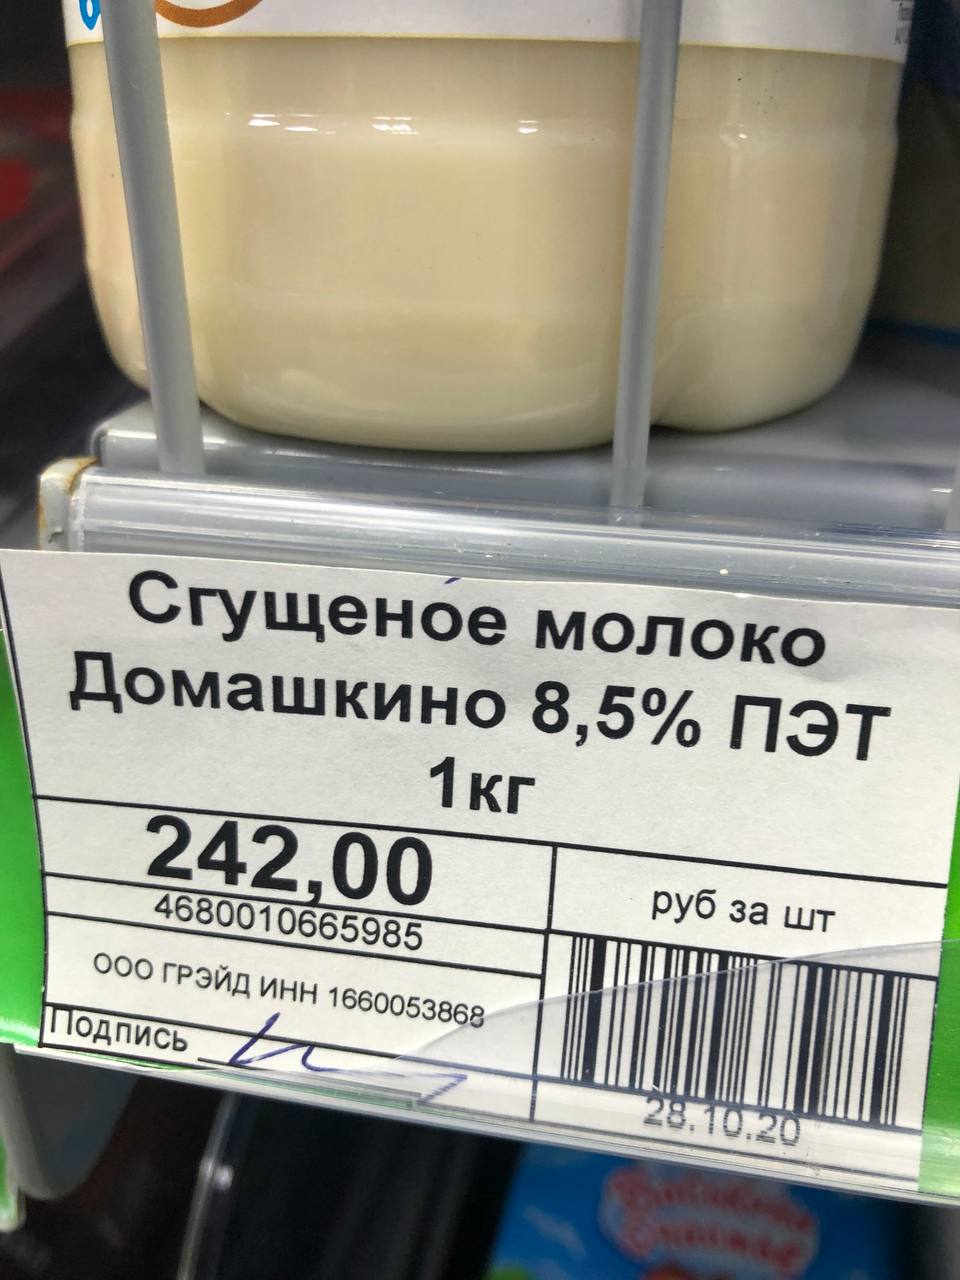 Сгущеное молоко
Домашкино 8,5% ПЭТ
1кг
242,00
руб за шт
4680010665985
ООО ГРЭЙД ИНН 1660053868
Подпись
28.10.20